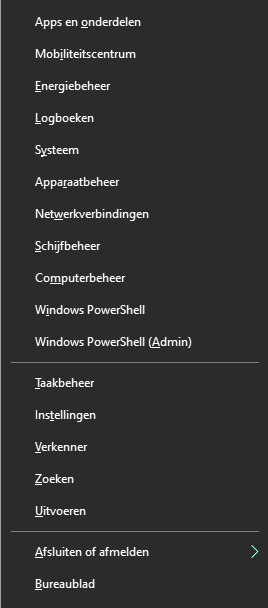 Apps en onderdelen
Mobiliteitscentrum
Energiebeheer
Logboeken
Systeem
Apparaatbeheer
Netwerkverbindingen
Schijfbeheer
Computerbeheer
Windows PowerShell
Windows PowerShell (Admin)
Taakbeheer
Instellingen
Verkenner
Zoeken
Uitvoeren
Afsluiten of afmelden
Bureaublad